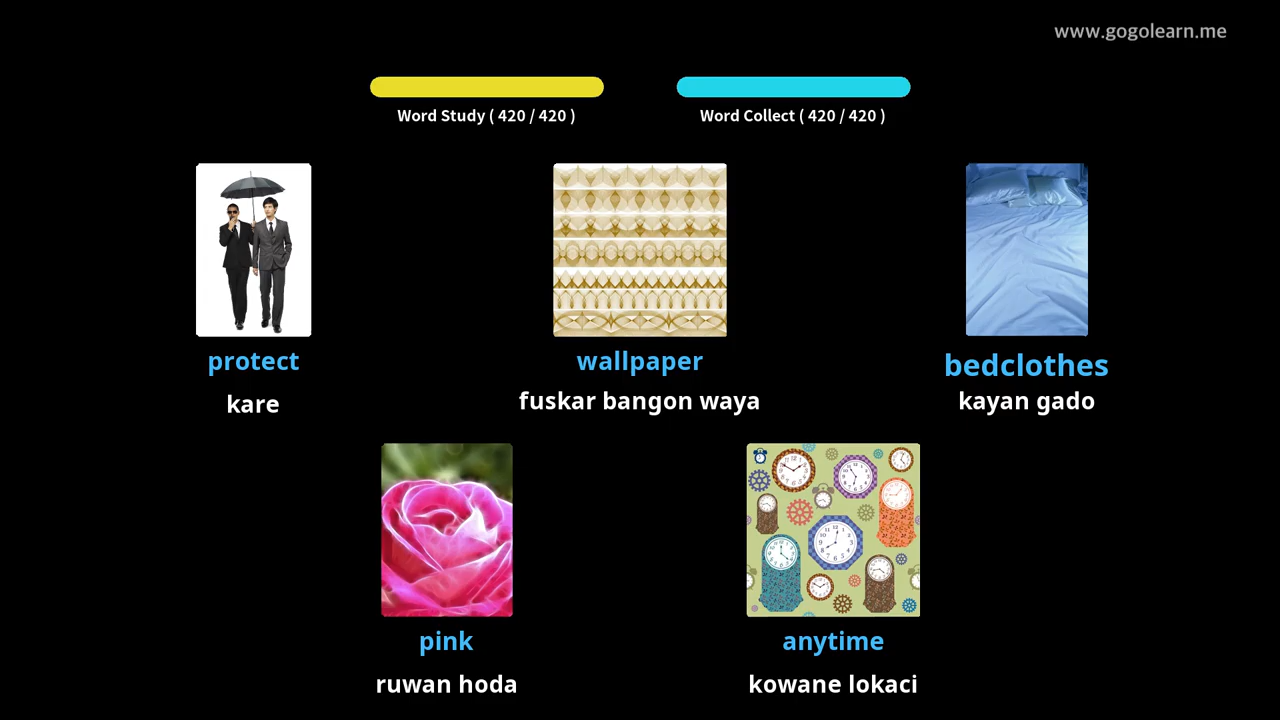 www.gogolearn.me
Word Study ( 420 / 420 )
Word Collect ( 420 / 420 )
protect
kare
wallpaper
fuskar bangon waya
bedclothes
kayan gado
pink
ruwan hoda
anytime
kowane lokaci